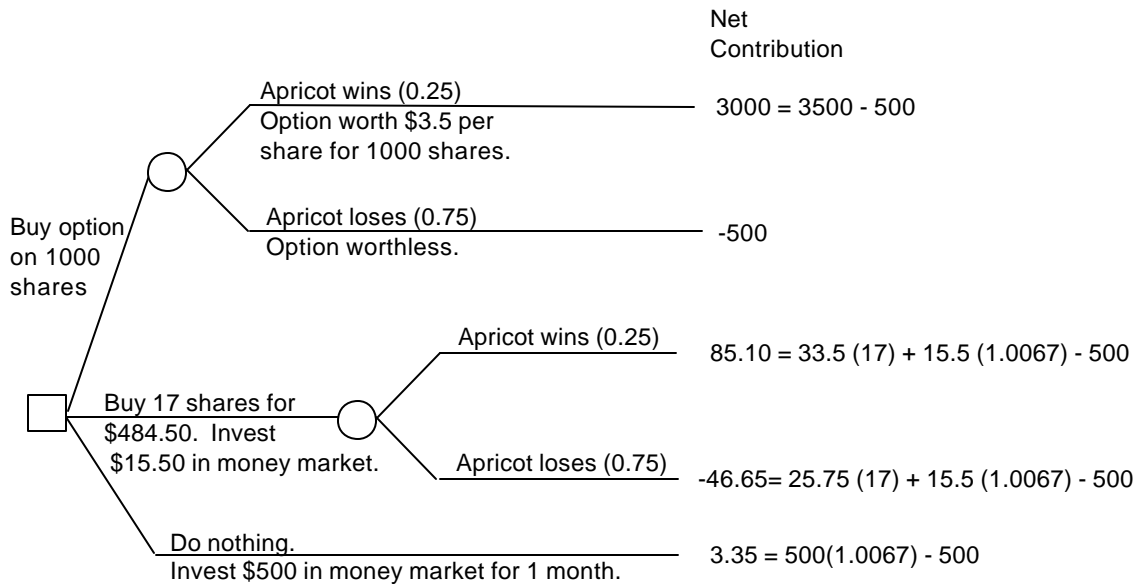 Net
Contribution
Apricot wins (0.25)
Option worth $3.5 per
share for 1000 shares.
3000 = 3500 - 500
Apricot loses (0.75)
Option worthless.
-500
Buy option
on 1000
shares
Apricot wins (0.25)
85.10 = 33.5 (17) + 15.5 (1.0067) - 500
Buy 17 shares for
$484.50. Invest
$15.50 in money market.
Apricot loses (0.75)
-46.65= 25.75 (17) + 15.5 (1.0067) - 500
Do nothing.
Invest $500 in money market for 1 month.
3.35 = 500(1.0067) - 500